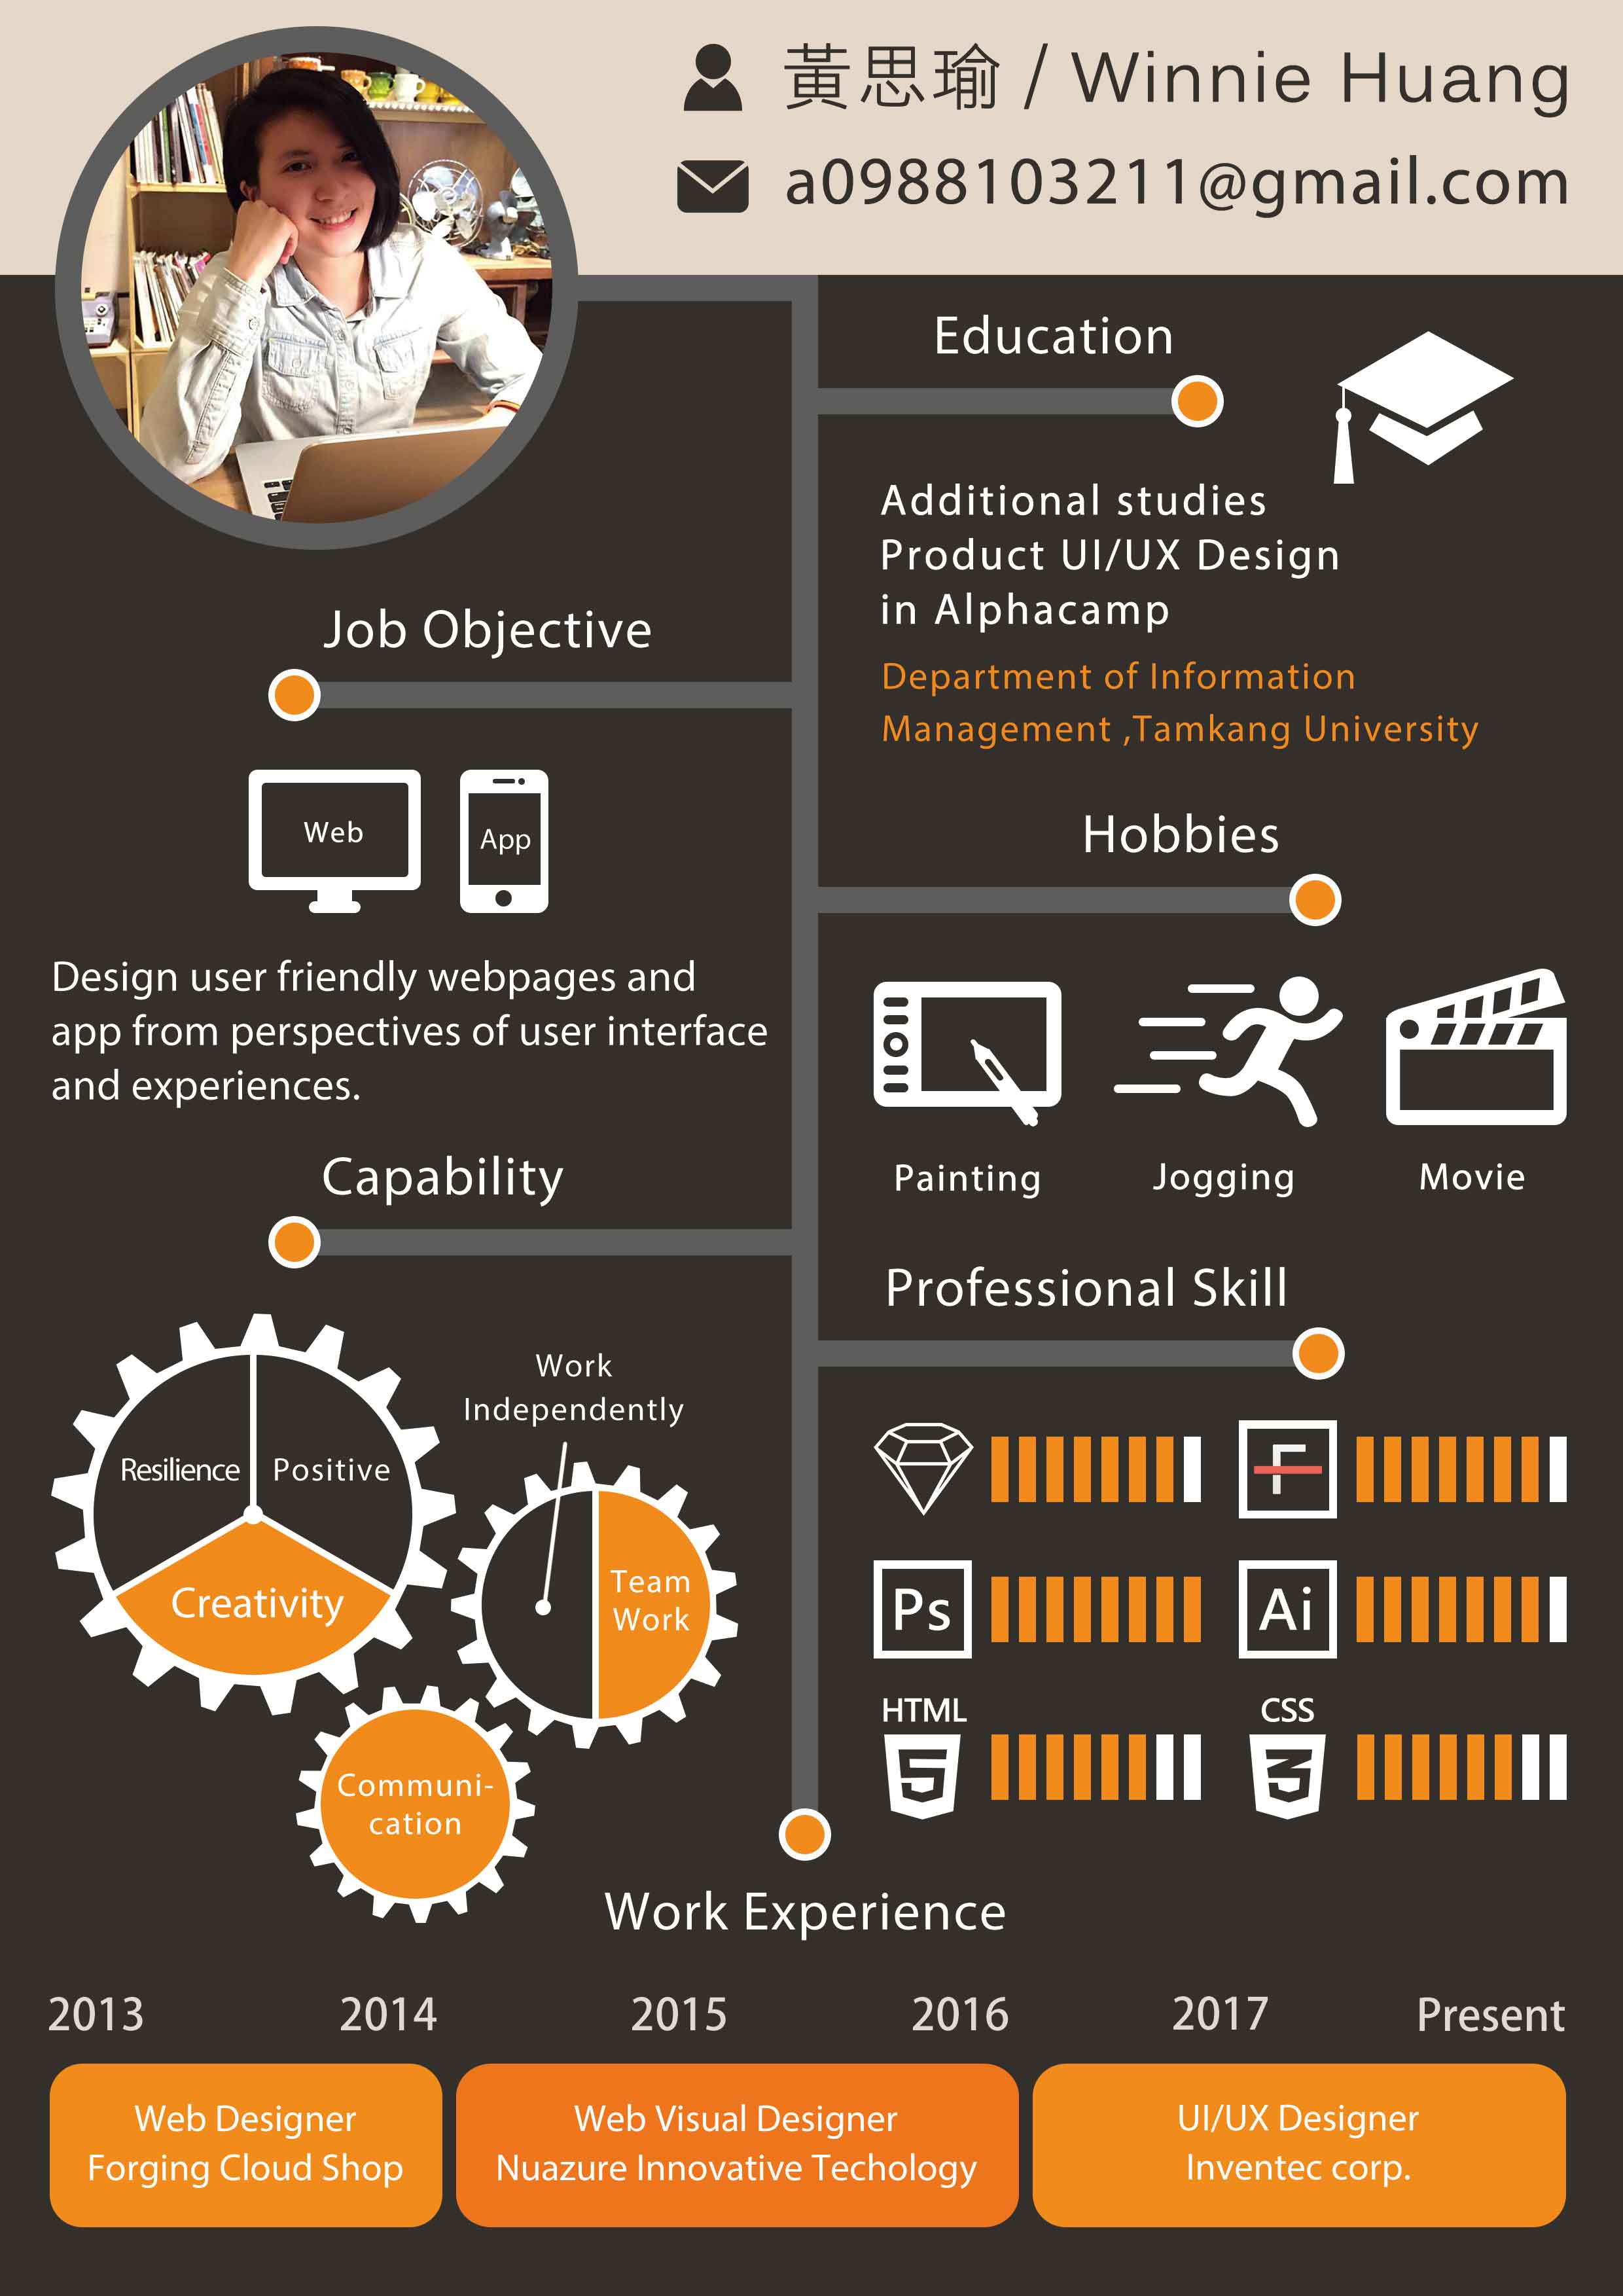 黃思瑜 / Winnie Huang
a0988103211@gmail.com
Education
Additional studies
Product UI/UX Design
in Alphacamp
Department of Information
Management ,Tamkang University
Job Objective
Web
App
Design user friendly webpages and
app from perspectives of user interface
and experiences.
Hobbies
Painting
Jogging
Movie
Capability
Resilience
Positive
Creativity
Work
Independently
Team
Work
Communi-
cation
Professional Skill
F
Ps
Ai
HTML
5
CSS
3
Work Experience
2013
2014
2015
2016
2017
Present
Web Designer
Forging Cloud Shop
Web Visual Designer
Nuazure Innovative Techology
UI/UX Designer
Inventec corp.